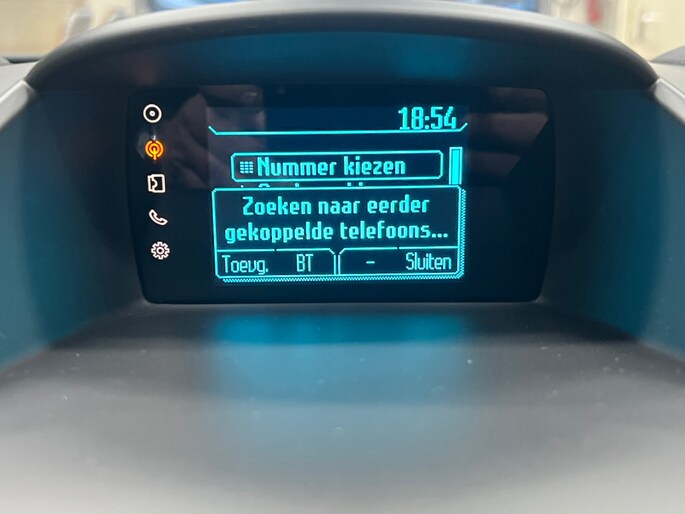 18:54
Nummer kiezen
Zoeken naar eerder
gekoppelde telefoons...
Toevg. BT - Sluiten